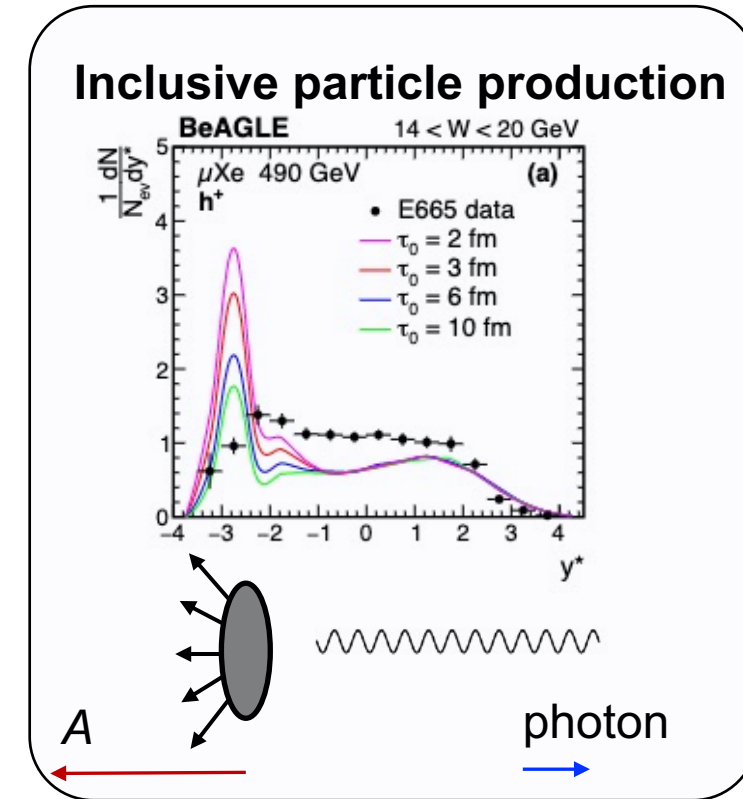 Inclusive particle production
BeAGLE 14 < W < 20 GeV
1 dN
N_ev dy*
μXe 490 GeV (a)
h⁺
E665 data
τ₀ = 2 fm
τ₀ = 3 fm
τ₀ = 6 fm
τ₀ = 10 fm
5
4
3
2
1
0
−4 −3 −2 −1 0 1 2 3 4
y*
A photon